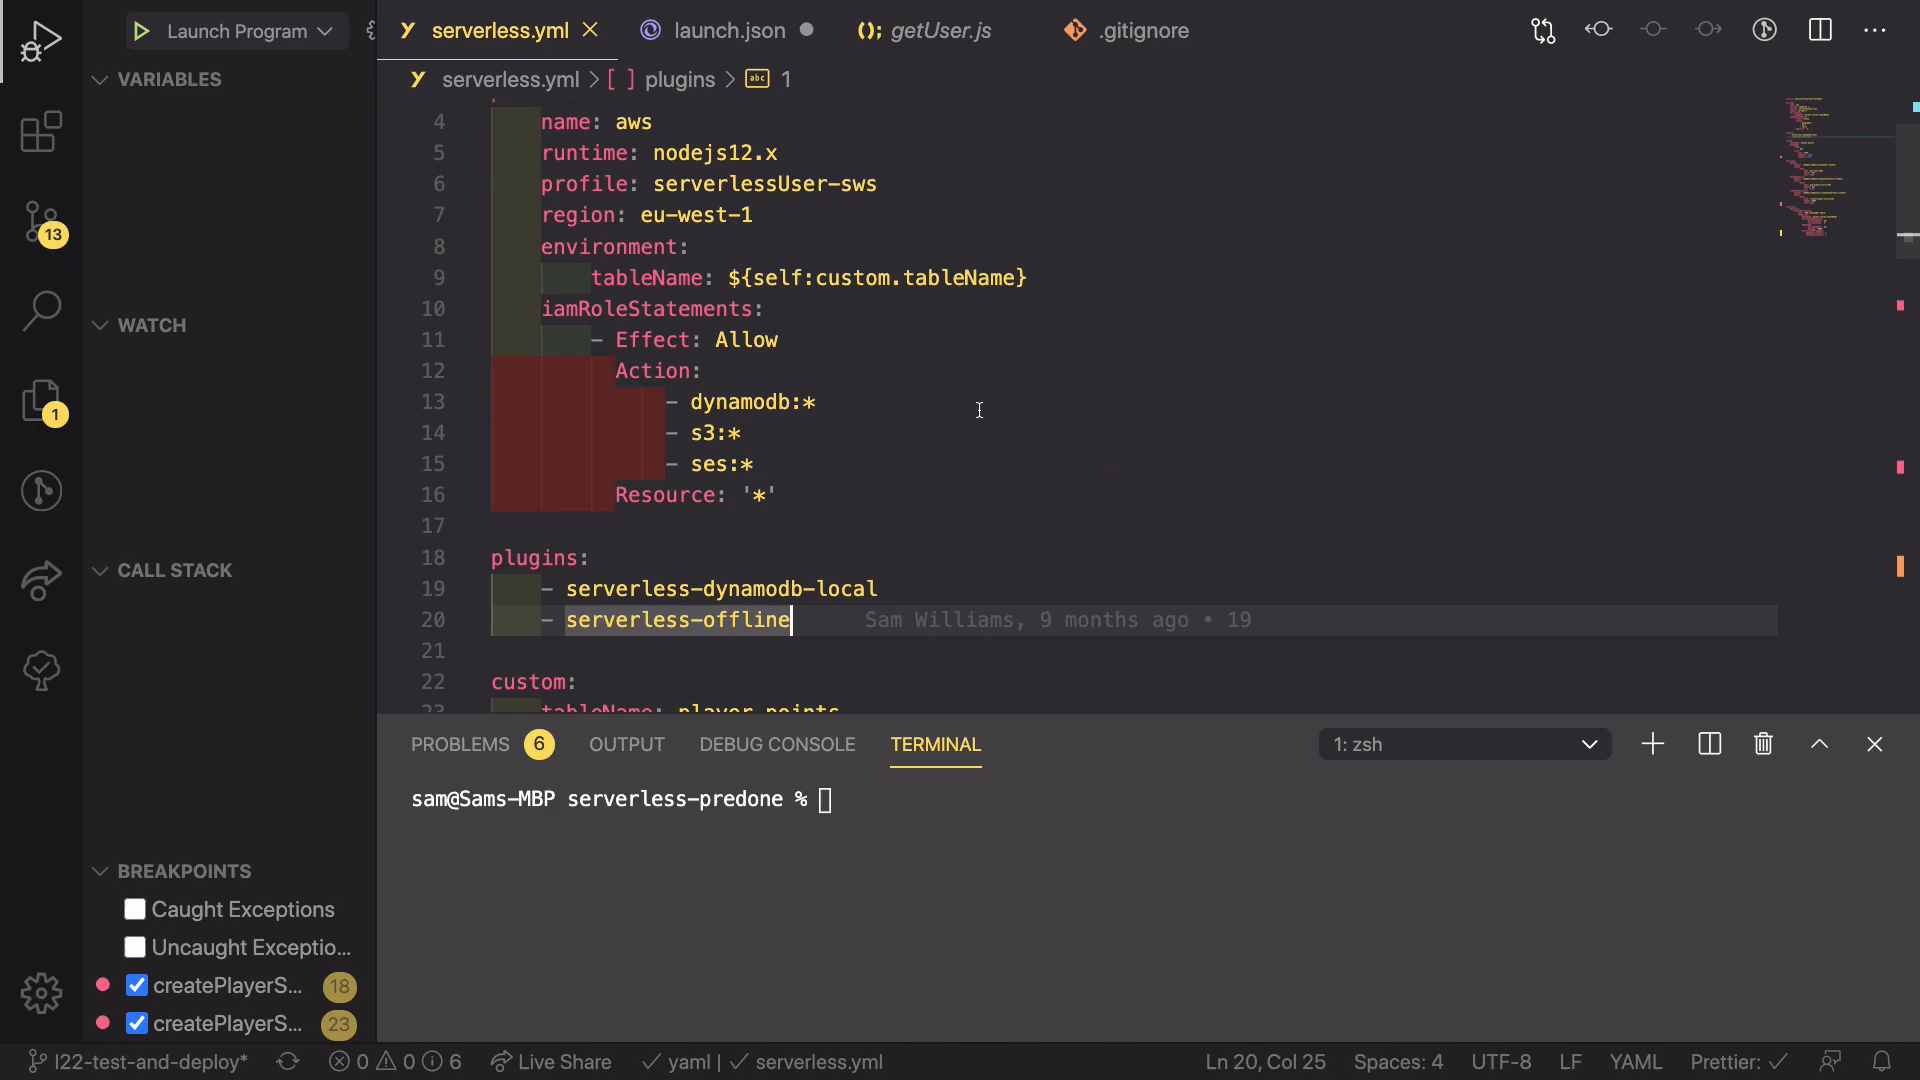 Launch Program
serverless.yml
launch.json
getUser.js
.gitignore
VARIABLES
serverless.yml > [ ] plugins > abc 1
4 name: aws
5 runtime: nodejs12.x
6 profile: serverlessUser-sws
7 region: eu-west-1
8 environment:
9 tableName: ${self:custom.tableName}
10 iamRoleStatements:
11 - Effect: Allow
12 Action:
13 - dynamodb:*
14 - s3:*
15 - ses:*
16 Resource: '*'
17
18 plugins:
19 - serverless-dynamodb-local
20 - serverless-offline Sam Williams, 9 months ago • 19
21
22 custom:
23 tableName: player-points
13
1
WATCH
CALL STACK
BREAKPOINTS
Caught Exceptions
Uncaught Exceptio...
createPlayerS... 18
createPlayerS... 23
PROBLEMS 6 OUTPUT DEBUG CONSOLE TERMINAL
1: zsh
sam@Sams-MBP serverless-predone %
l22-test-and-deploy* 0 0 6 Live Share yaml | serverless.yml
Ln 20, Col 25 Spaces: 4 UTF-8 LF YAML Prettier: